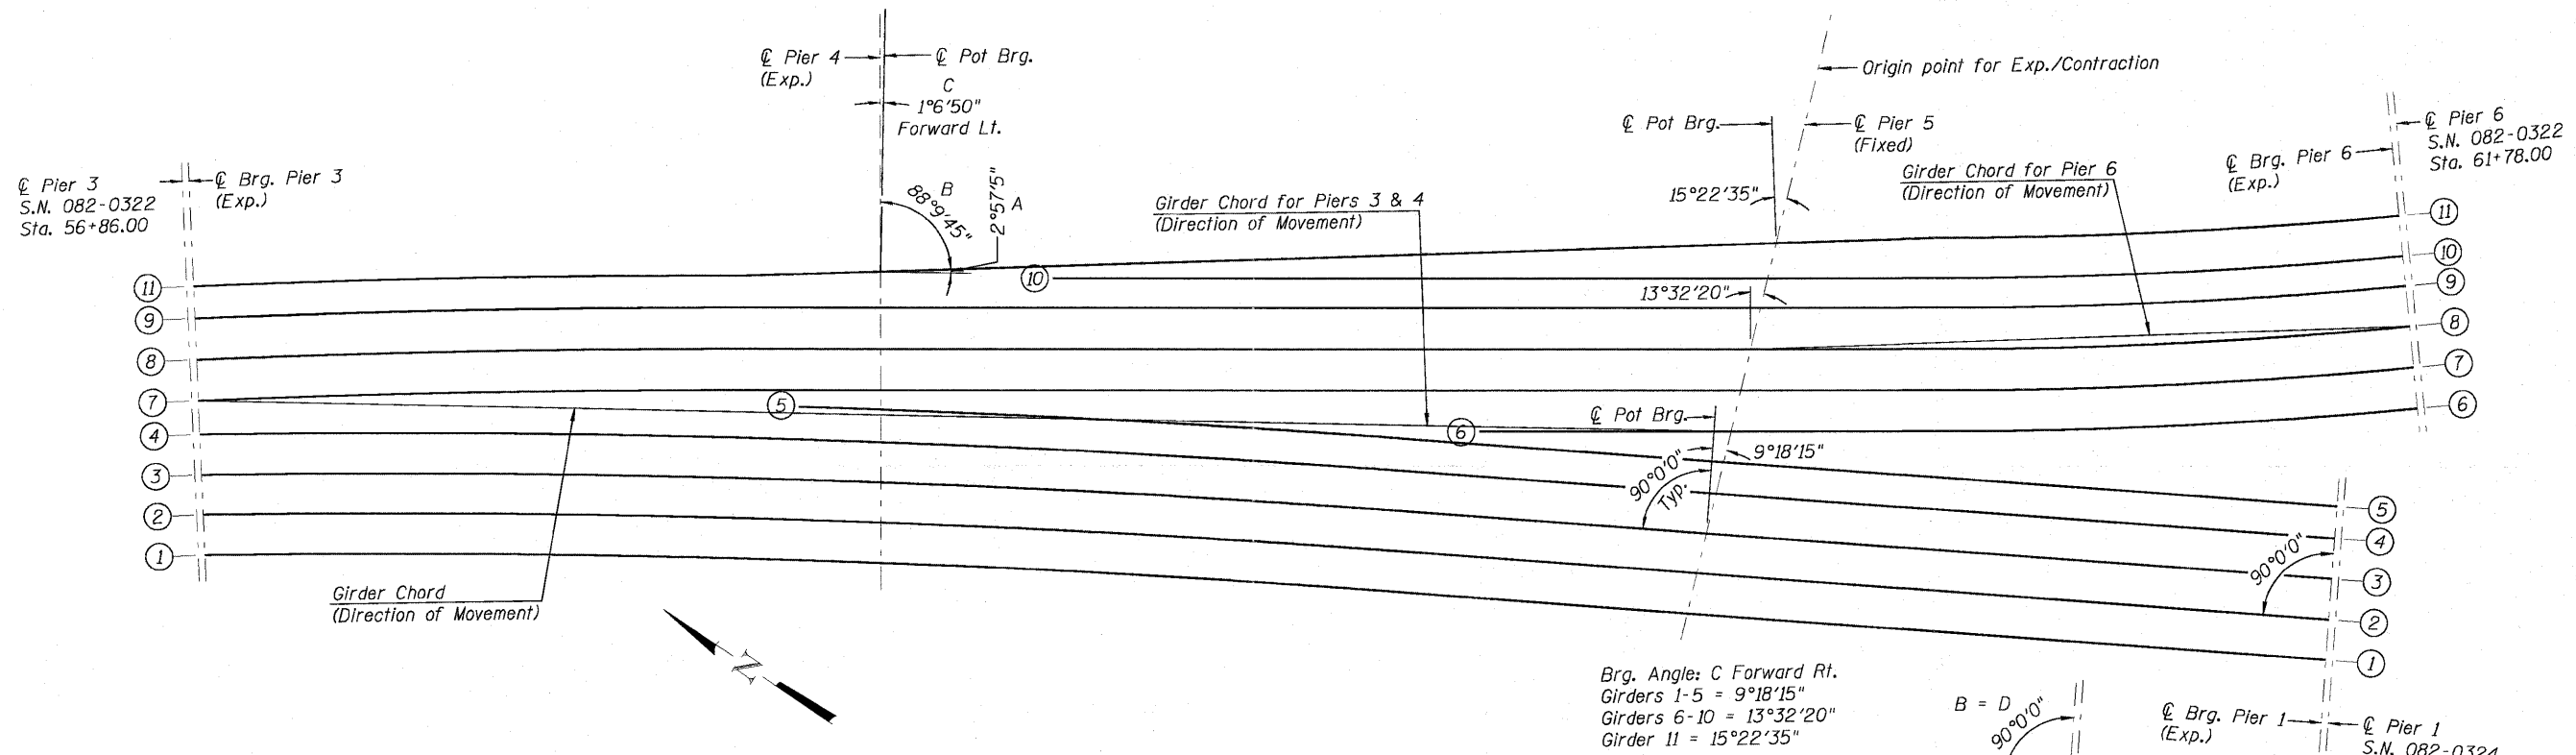 ℄ Pier 4
(Exp.)
℄ Pot Brg.
C
1°6'50"
Forward Lt.
Origin point for Exp./Contraction
℄ Pot Brg.
℄ Pier 5
(Fixed)
℄ Pier 6
S.N. 082-0322
Sta. 61+78.00
℄ Brg. Pier 6
(Exp.)
℄ Pier 3
S.N. 082-0322
Sta. 56+86.00
℄ Brg. Pier 3
(Exp.)
B
88°9'45"
2°57'5"
A
Girder Chord for Piers 3 & 4
(Direction of Movement)
15°22'35"
Girder Chord for Pier 6
(Direction of Movement)
11
10
9
8
7
6
11
9
8
7
4
3
2
1
10
13°32'20"
5
6
℄ Pot Brg.
9°18'15"
90°0'0"
Typ.
5
4
3
2
1
90°0'0"
Girder Chord
(Direction of Movement)
N
Brg. Angle: C Forward Rt.
Girders 1-5 = 9°18'15"
Girders 6-10 = 13°32'20"
Girder 11 = 15°22'35"
B = D
90°0'0"
℄ Brg. Pier 1
(Exp.)
℄ Pier 1
S.N. 082-0324